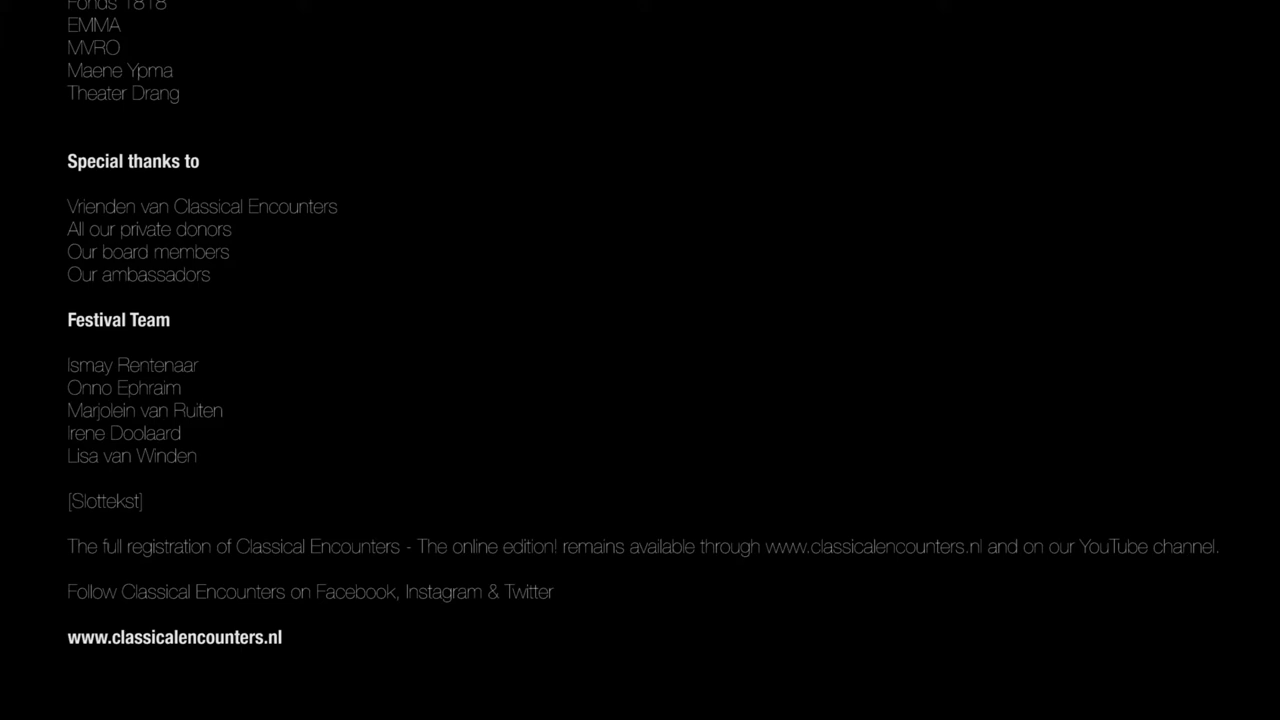 Fonds 1818
EMMA
MVRO
Maene Ypma
Theater Drang
Special thanks to
Vrienden van Classical Encounters
All our private donors
Our board members
Our ambassadors
Festival Team
Ismay Rentenaar
Onno Ephraim
Marjolein van Ruiten
Irene Doolaard
Lisa van Winden
[Slottekst]
The full registration of Classical Encounters - The online edition! remains available through www.classicalencounters.nl and on our YouTube channel.
Follow Classical Encounters on Facebook, Instagram & Twitter
www.classicalencounters.nl